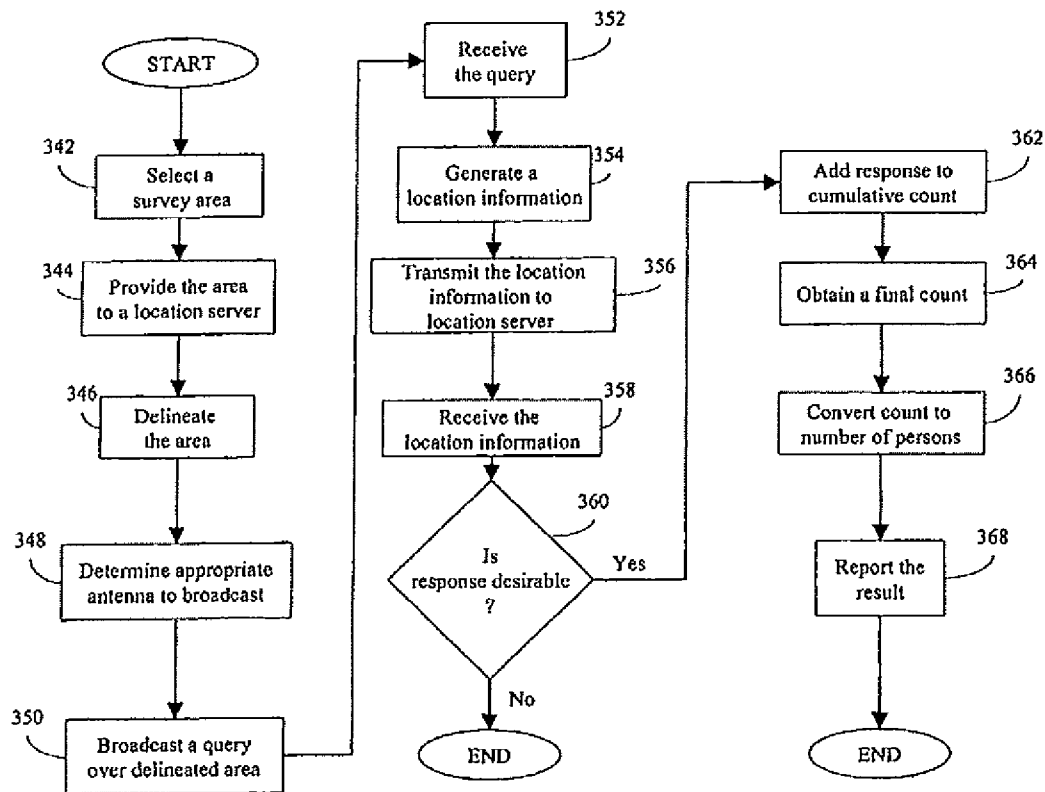 START
342
Select a
survey area
344
Provide the area
to a location server
346
Delineate
the area
348
Determine appropriate
antenna to broadcast
350
Broadcast a query
over delineated area
352
Receive
the query
354
Generate a
location information
356
Transmit the location
information to
location server
358
Receive the
location information
360
Is
response desirable
?
Yes
No
END
362
Add response to
cumulative count
364
Obtain a final count
366
Convert count to
number of persons
368
Report the
result
END